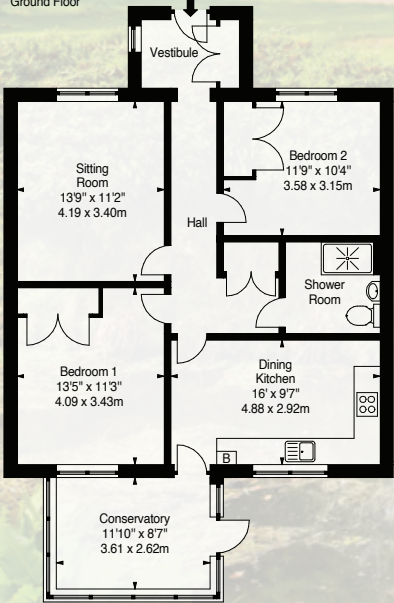 Ground Floor
Vestibule
Sitting
Room
13'9" x 11'2"
4.19 x 3.40m
Bedroom 2
11'9" x 10'4"
3.58 x 3.15m
Hall
Shower
Room
Bedroom 1
13'5" x 11'3"
4.09 x 3.43m
Dining
Kitchen
16' x 9'7"
4.88 x 2.92m
B
Conservatory
11'10" x 8'7"
3.61 x 2.62m